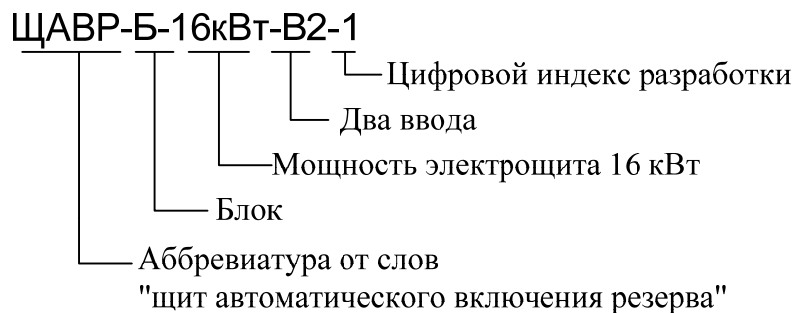 ЩАВР-Б-16кВт-В2-1
Цифровой индекс разработки
Два ввода
Мощность электрощита 16 кВт
Блок
Аббревиатура от слов
"щит автоматического включения резерва"